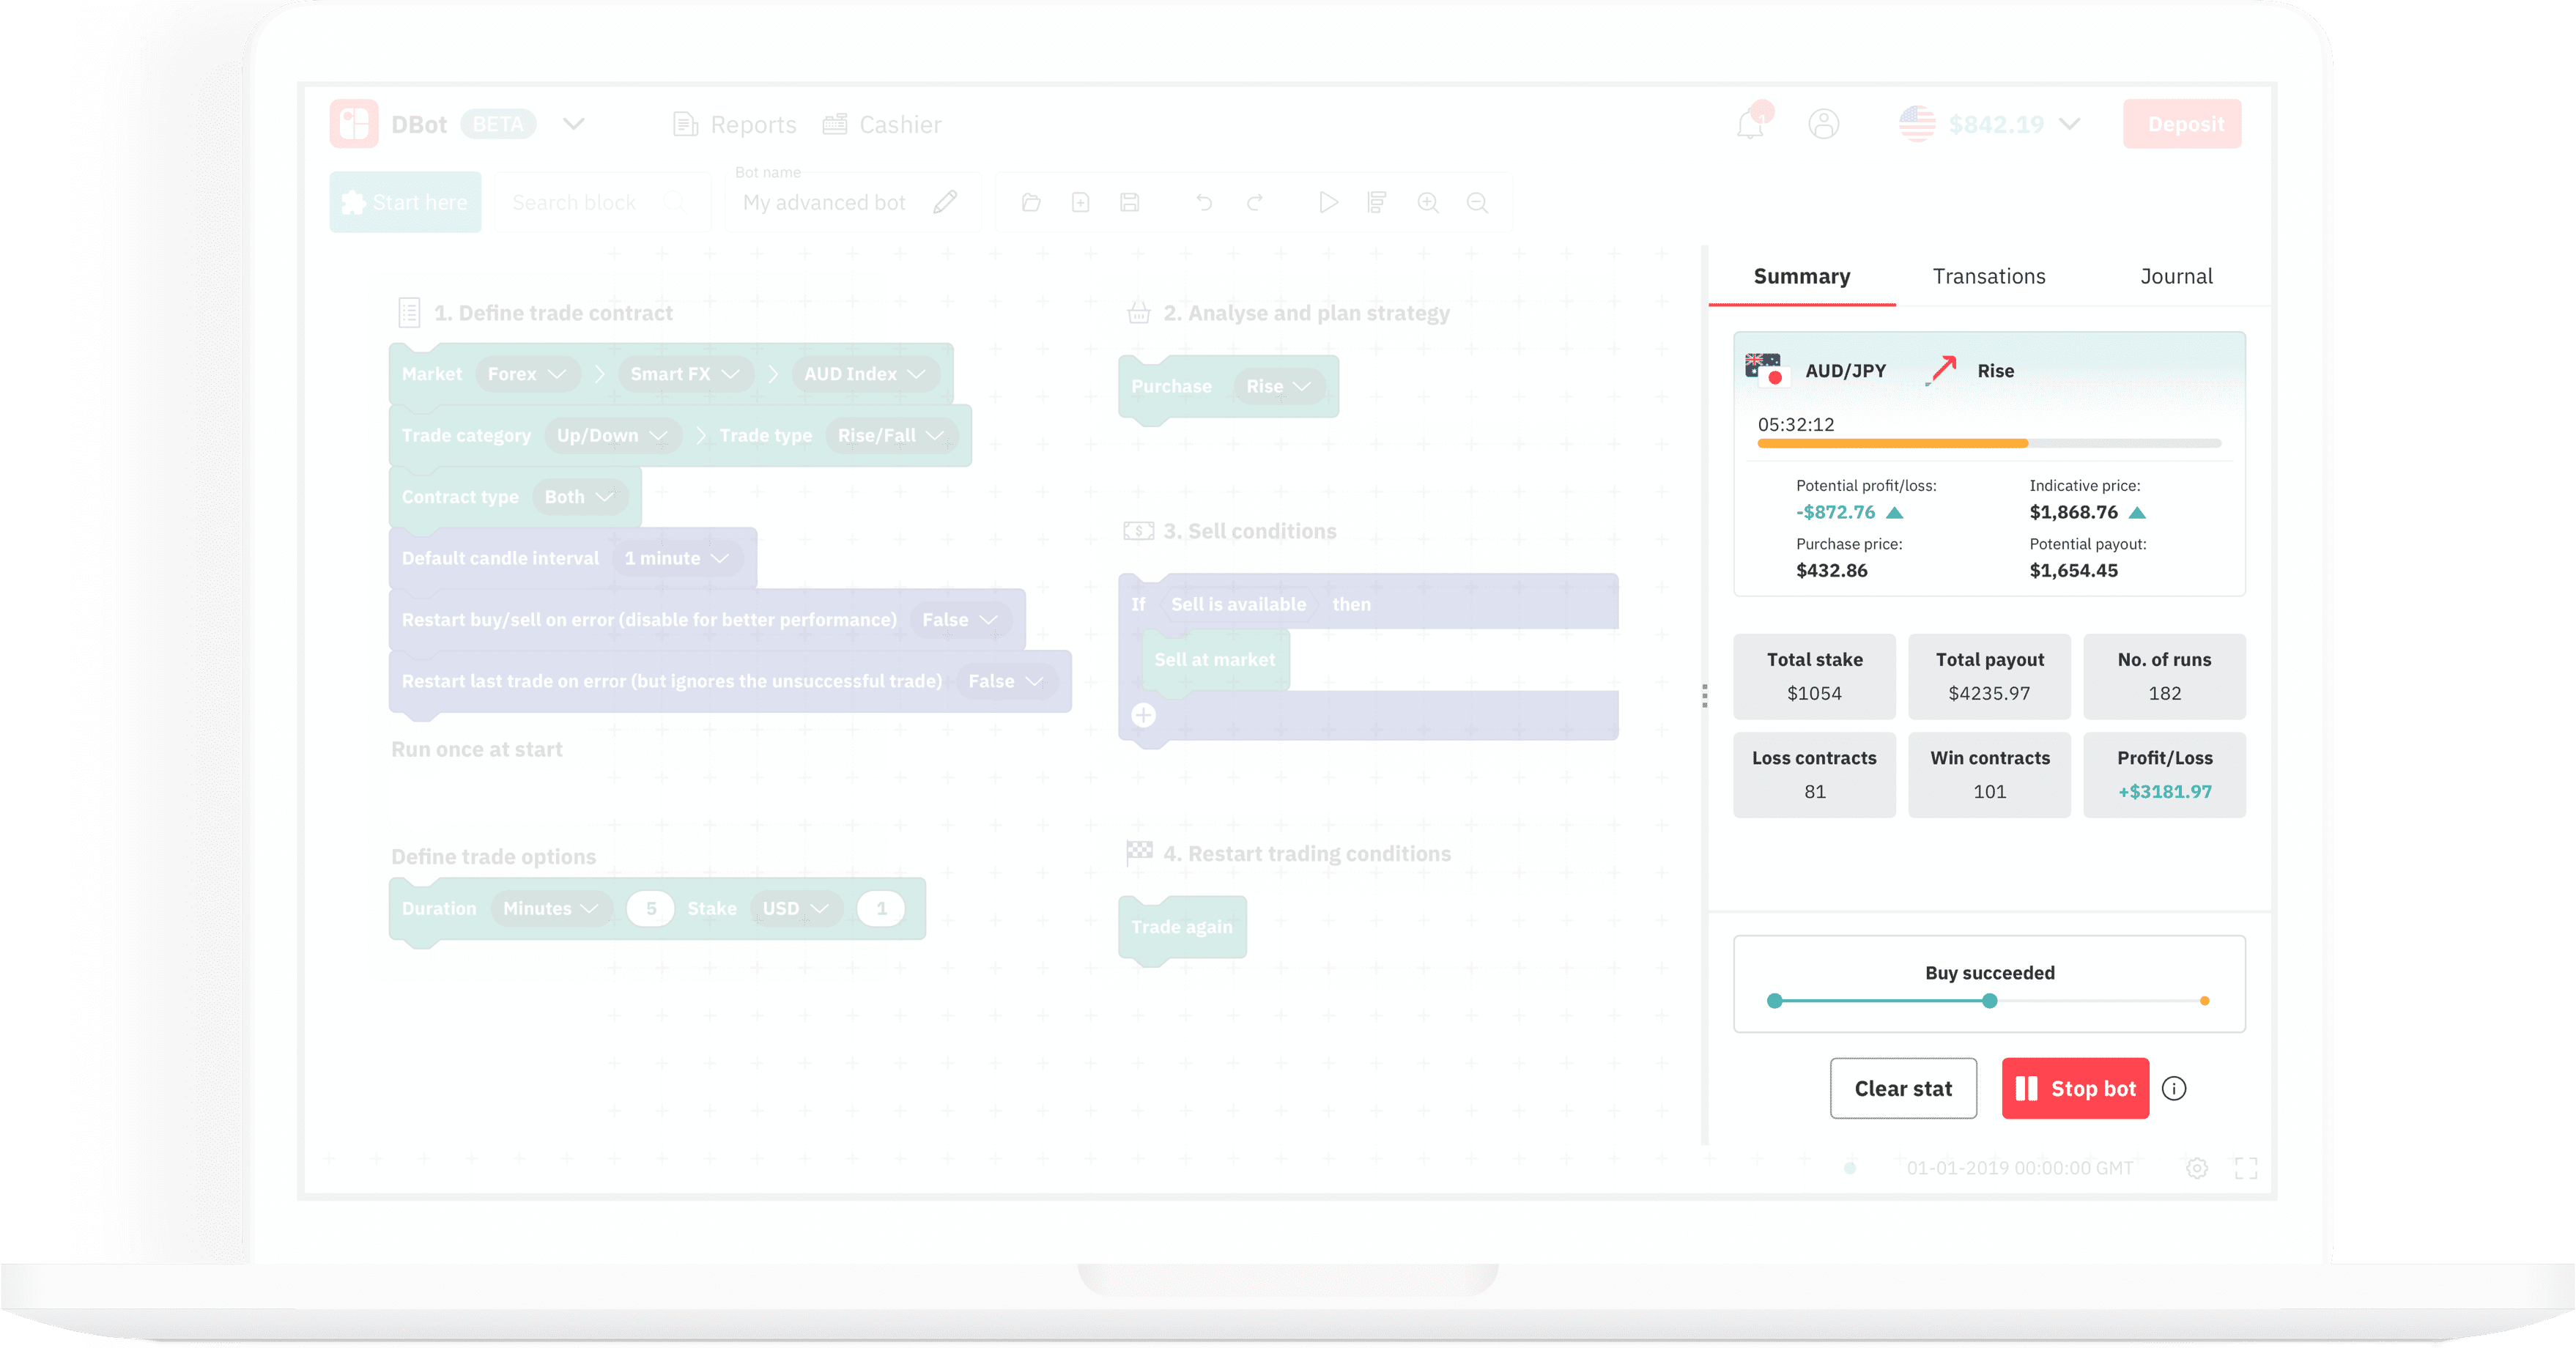 DBot BETA Reports Cashier 1 $842.19 Deposit
Start here Search block Bot name My advanced bot
1. Define trade contract
Market Forex Smart FX AUD Index
Trade category Up/Down Trade type Rise/Fall
Contract type Both
Default candle interval 1 minute
Restart buy/sell on error (disable for better performance) False
Restart last trade on error (but ignores the unsuccessful trade) False
Run once at start
Define trade options
Duration Minutes 5 Stake USD 1
2. Analyse and plan strategy
Purchase Rise
3. Sell conditions
If Sell is available then
Sell at market
4. Restart trading conditions
Trade again
Summary Transations Journal
AUD/JPY Rise
05:32:12
Potential profit/loss: Indicative price:
-$872.76 $1,868.76
Purchase price: Potential payout:
$432.86 $1,654.45
Total stake Total payout No. of runs
$1054 $4235.97 182
Loss contracts Win contracts Profit/Loss
81 101 +$3181.97
Buy succeeded
Clear stat Stop bot
01-01-2019 00:00:00 GMT